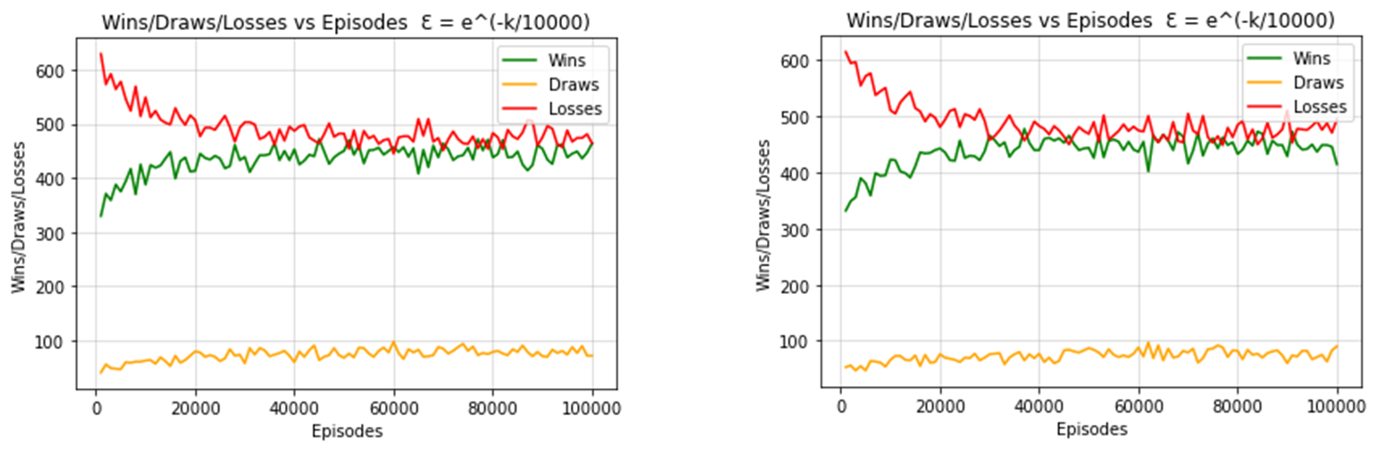 Wins/Draws/Losses vs Episodes Ɛ = e^(-k/10000)
Wins
Draws
Losses
Wins/Draws/Losses
600
500
400
300
200
100
0 20000 40000 60000 80000 100000
Episodes
Wins/Draws/Losses vs Episodes Ɛ = e^(-k/10000)
Wins
Draws
Losses
Wins/Draws/Losses
600
500
400
300
200
100
0 20000 40000 60000 80000 100000
Episodes